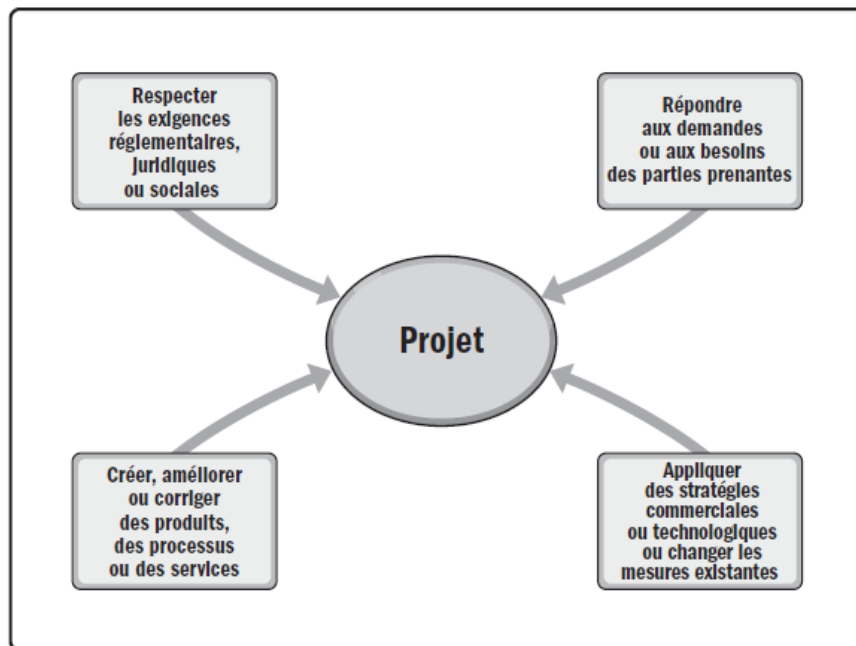 Respecter
les exigences
réglementaires,
juridiques
ou sociales
Répondre
aux demandes
ou aux besoins
des parties prenantes
Projet
Créer, améliorer
ou corriger
des produits,
des processus
ou des services
Appliquer
des stratégies
commerciales
ou technologiques
ou changer les
mesures existantes